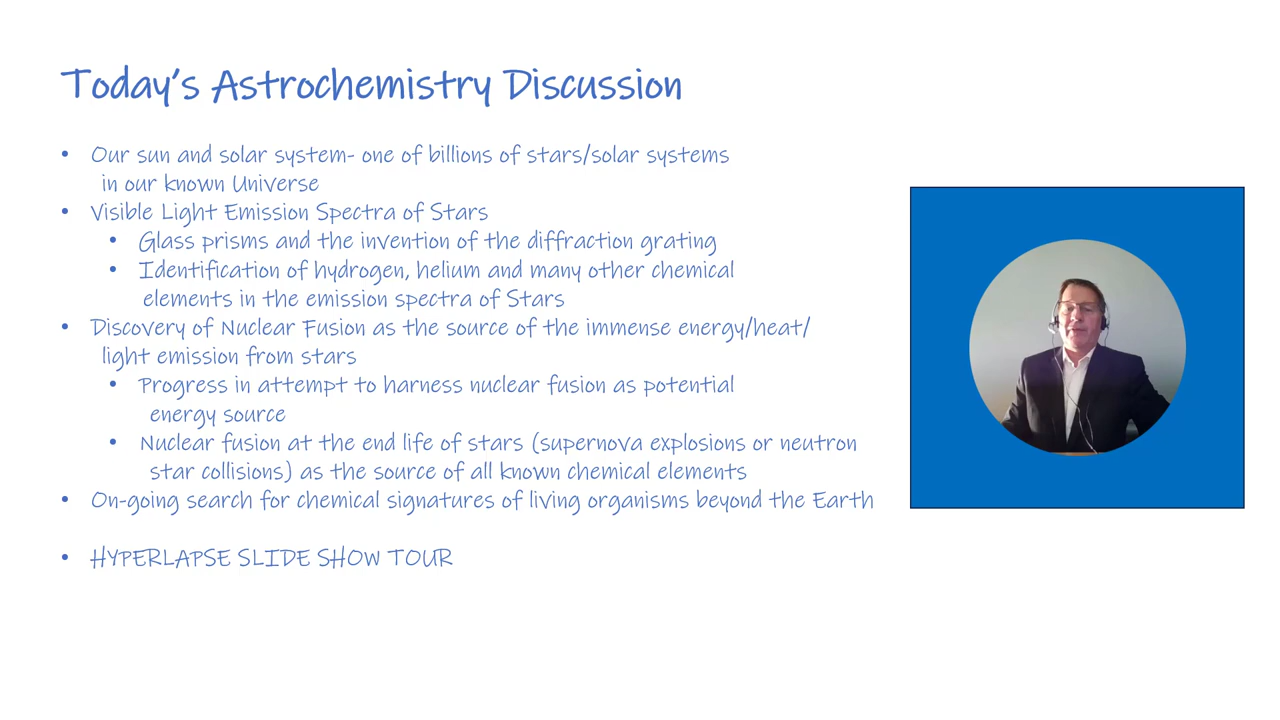 Today's Astrochemistry Discussion
• Our sun and solar system- one of billions of stars/solar systems
in our known Universe
• Visible Light Emission Spectra of Stars
• Glass prisms and the invention of the diffraction grating
• Identification of hydrogen, helium and many other chemical
elements in the emission spectra of Stars
• Discovery of Nuclear Fusion as the source of the immense energy/heat/
light emission from stars
• Progress in attempt to harness nuclear fusion as potential
energy source
• Nuclear fusion at the end life of stars (supernova explosions or neutron
star collisions) as the source of all known chemical elements
• On-going search for chemical signatures of living organisms beyond the Earth
• HYPERLAPSE SLIDE SHOW TOUR